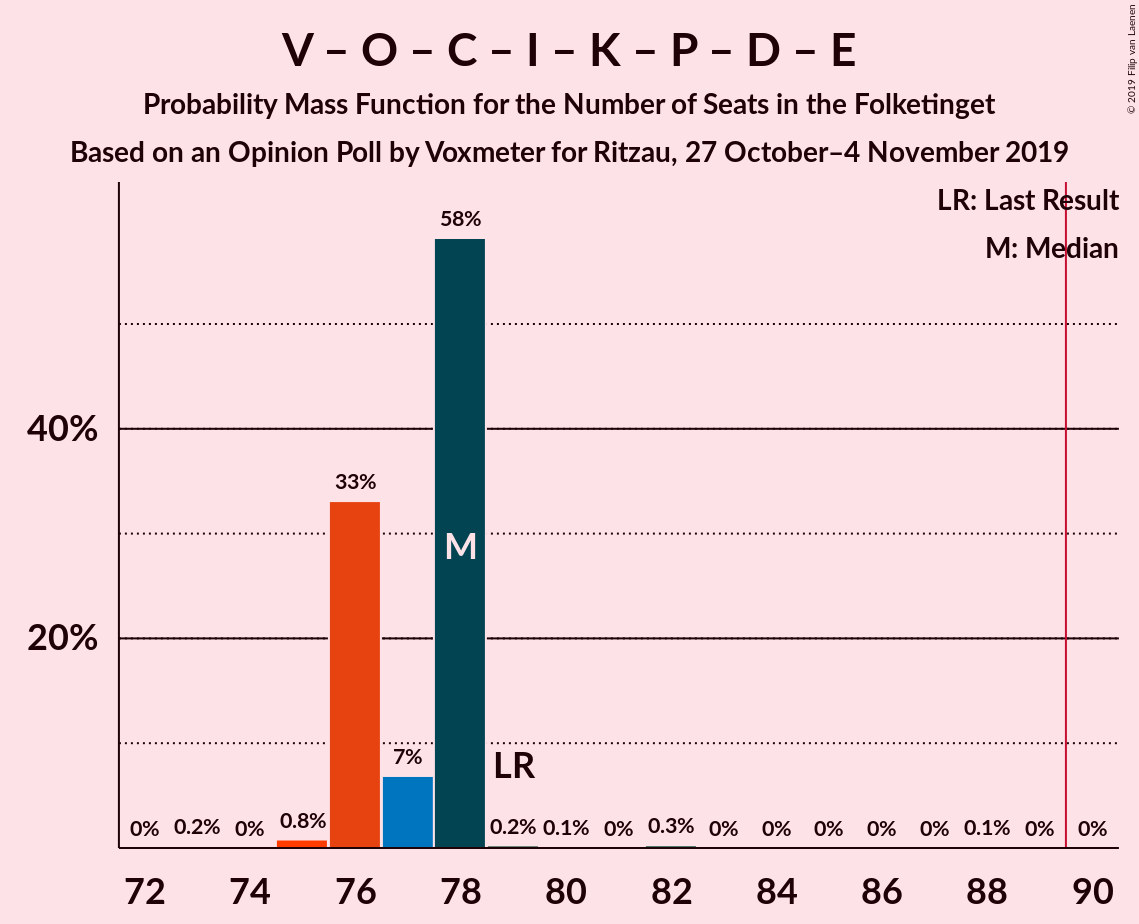 V – O – C – I – K – P – D – E
Probability Mass Function for the Number of Seats in the Folketinget
Based on an Opinion Poll by Voxmeter for Ritzau, 27 October–4 November 2019
© 2019 Filip van Laenen
LR: Last Result
M: Median
58%
40%
33%
M
20%
7%
LR
0% 0.2% 0% 0.8% 0.2% 0.1% 0% 0.3% 0% 0% 0% 0% 0% 0.1% 0% 0%
72 74 76 78 80 82 84 86 88 90